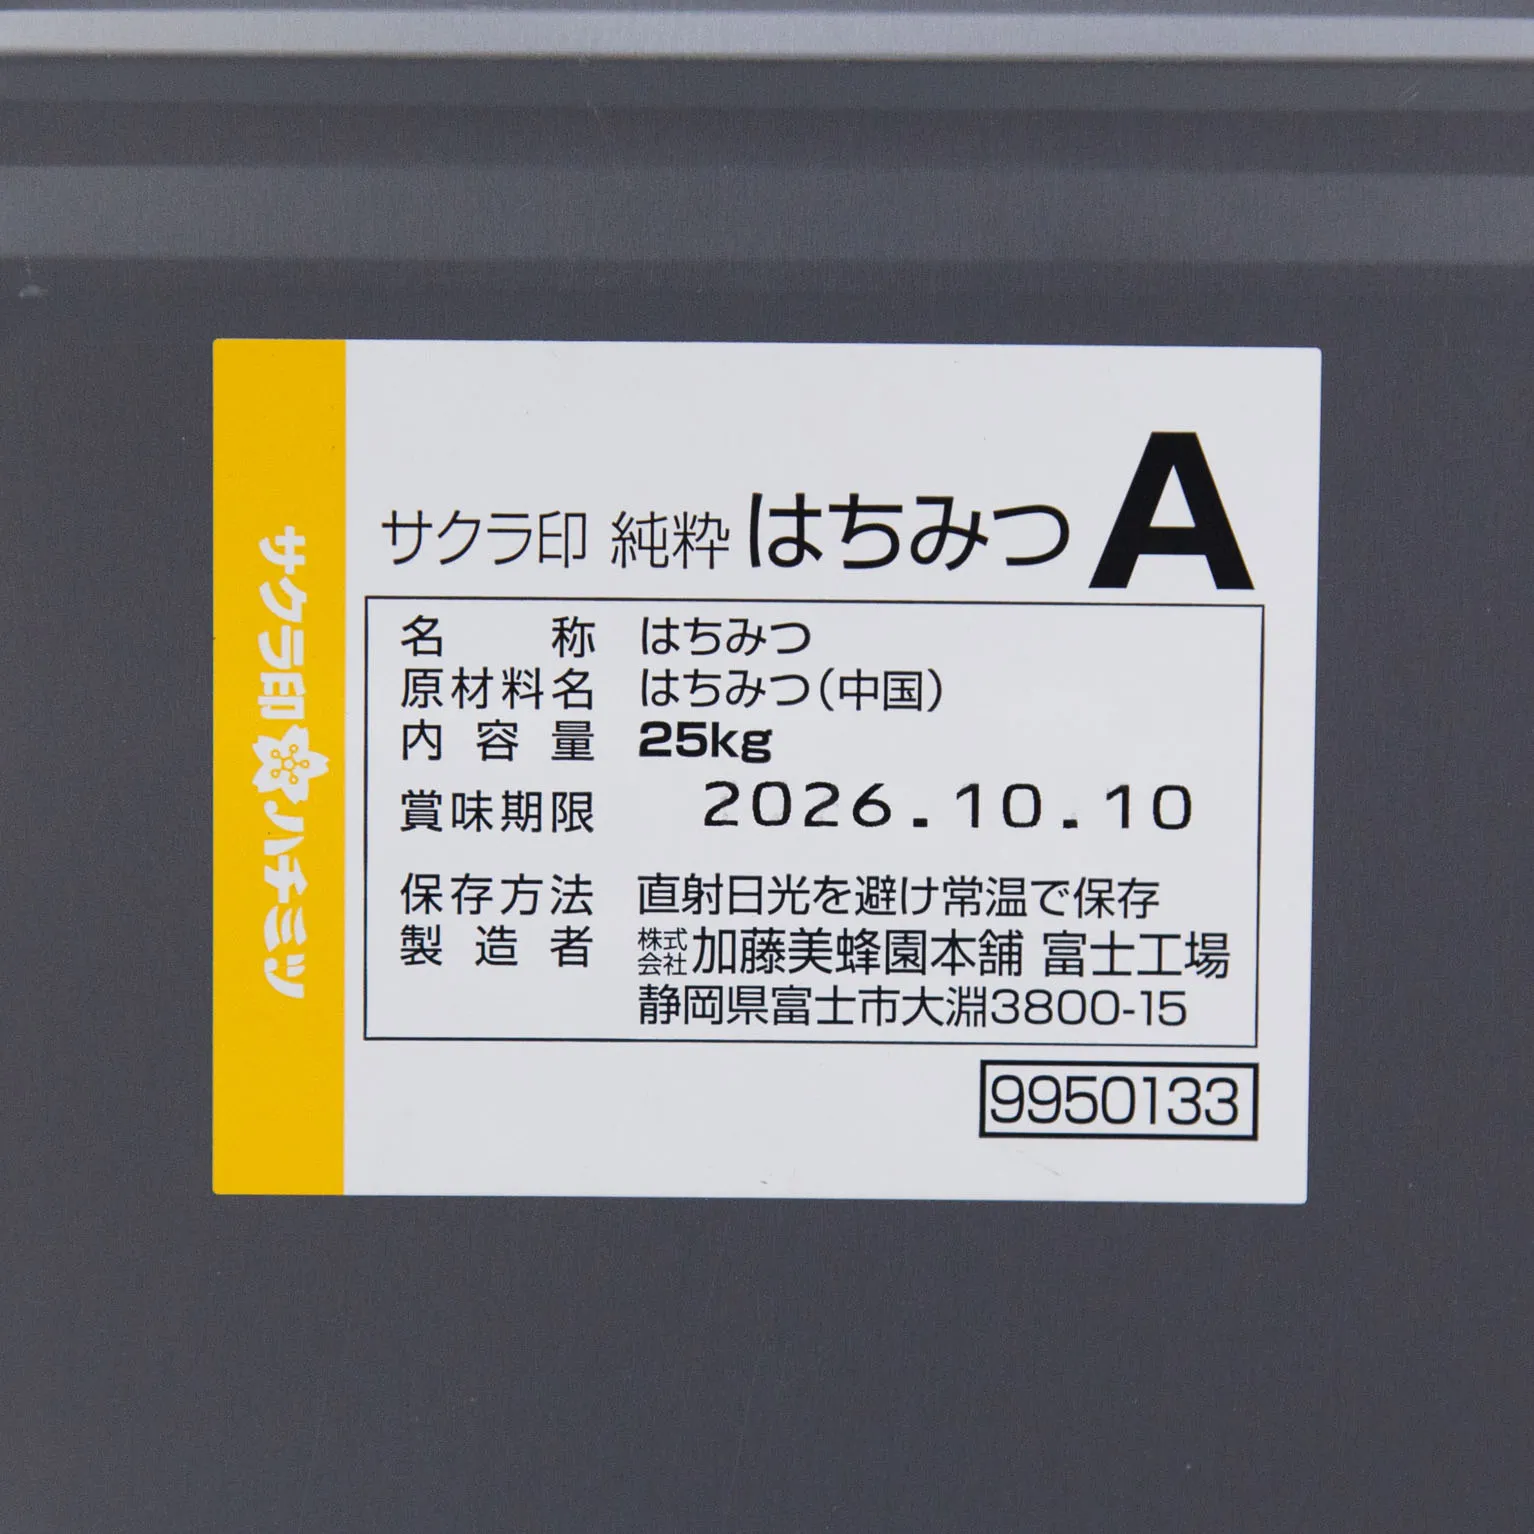 サクラ印 ハチミツ
サクラ印 純粋 はちみつ A
名称 はちみつ
原材料名 はちみつ(中国)
内容量 25kg
賞味期限 2026.10.10
保存方法 直射日光を避け常温で保存
製造者 株式会社 加藤美蜂園本舗 富士工場
静岡県富士市大淵3800-15
9950133